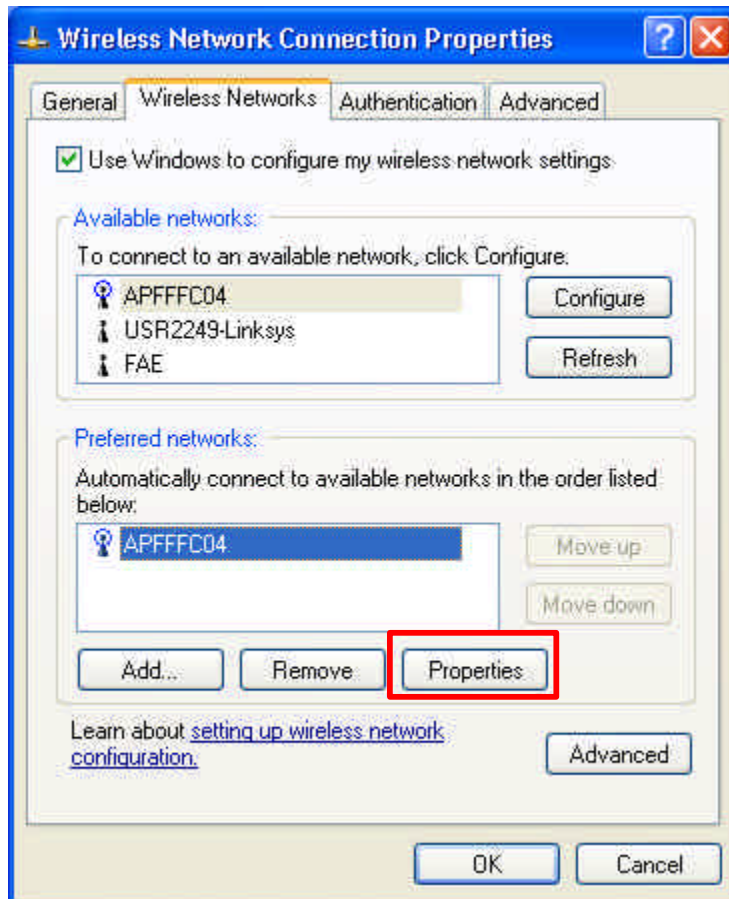 Wireless Network Connection Properties
General Wireless Networks Authentication Advanced
Use Windows to configure my wireless network settings
Available networks:
To connect to an available network, click Configure.
APFFFC04
USR2249-Linksys
FAE
Configure
Refresh
Preferred networks:
Automatically connect to available networks in the order listed
below:
APFFFC04
Move up
Move down
Add... Remove Properties
Learn about setting up wireless network
configuration.
Advanced
OK Cancel